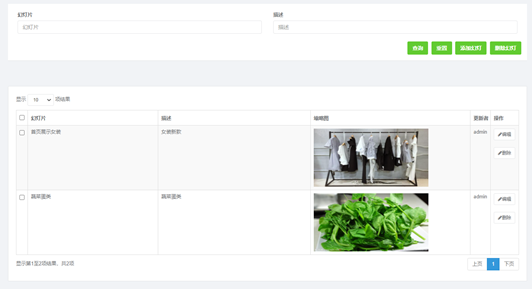 幻灯片
描述
幻灯片
描述
查询 重置 添加幻灯 删除幻灯
显示 10 项结果
幻灯片 描述 缩略图 更新者 操作
首页展示女装 女装新款 admin 编辑
删除
蔬菜蛋类 蔬菜蛋类 admin 编辑
删除
显示第1至2项结果，共2项 上页 1 下页